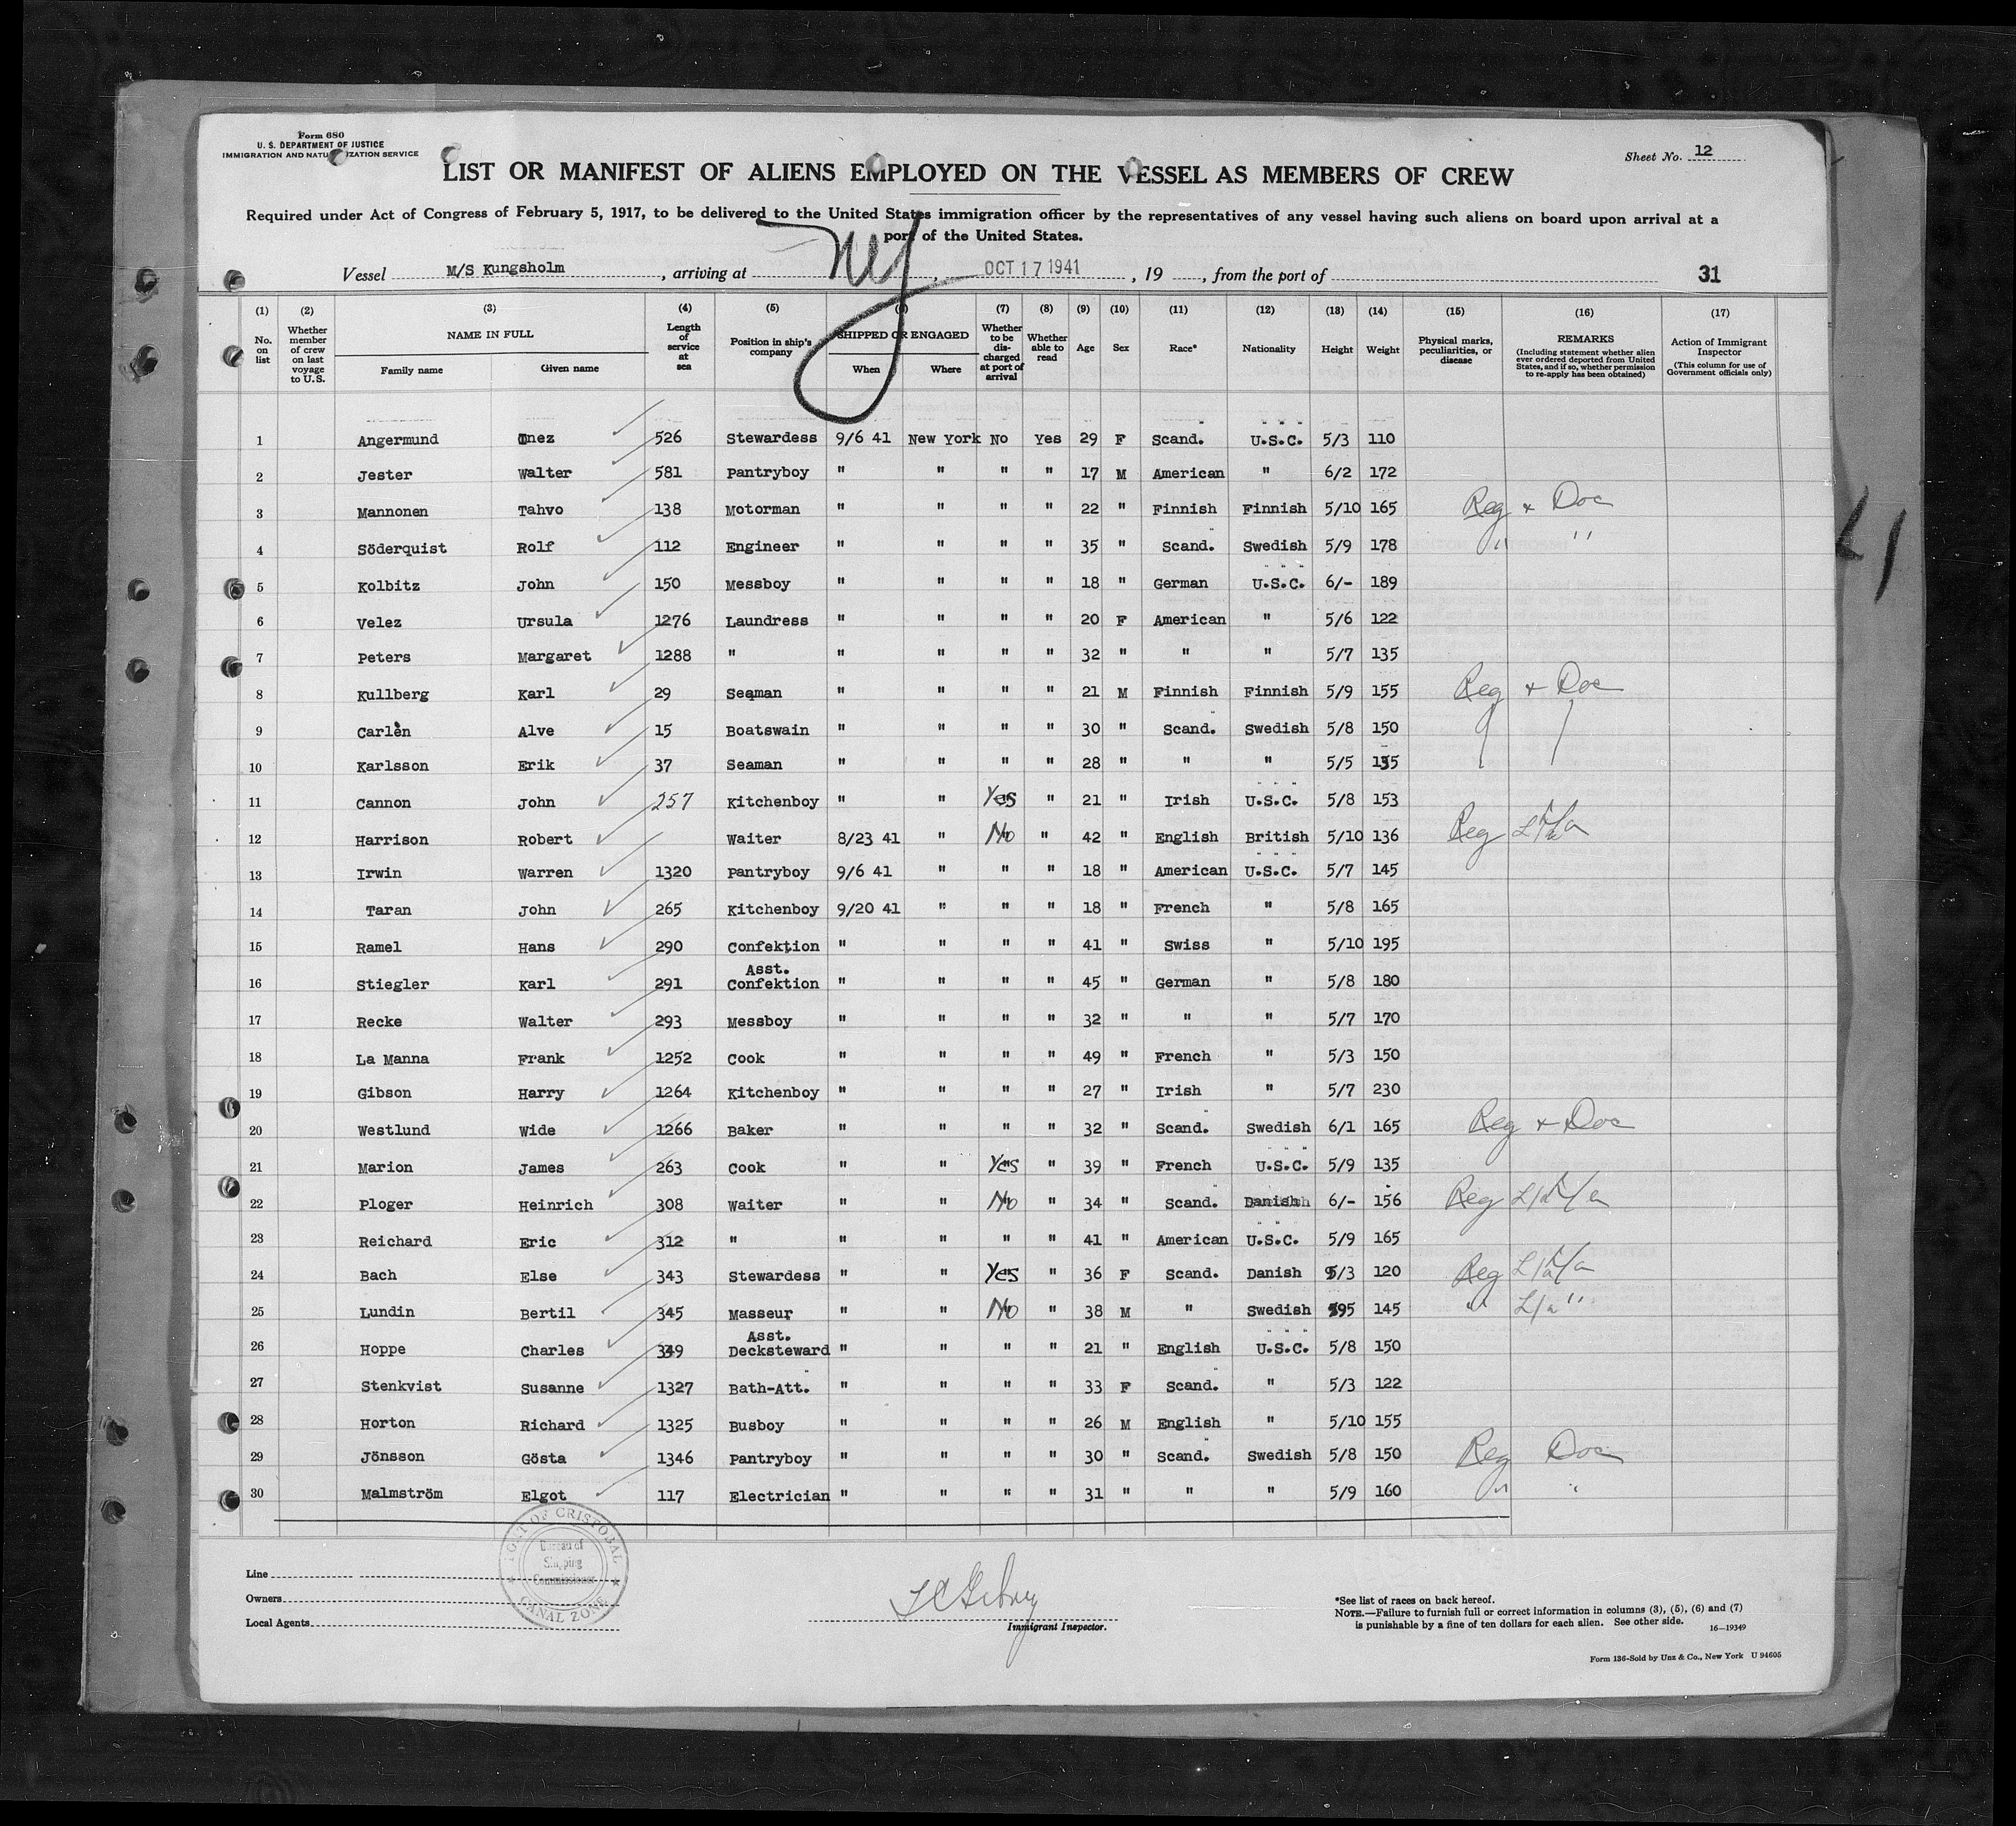 Form 680
U. S. DEPARTMENT OF JUSTICE
IMMIGRATION AND NATURALIZATION SERVICE
Sheet No. 12
LIST OR MANIFEST OF ALIENS EMPLOYED ON THE VESSEL AS MEMBERS OF CREW
Required under Act of Congress of February 5, 1917, to be delivered to the United States immigration officer by the representatives of any vessel having such aliens on board upon arrival at a
port of the United States.
Vessel M/S Kungsholm, arriving at NY, OCT 17 1941, 19 , from the port of 31
(1) (2) (3) (4) (5) (6) (7) (8) (9) (10) (11) (12) (13) (14) (15) (16) (17)
No. on list
Whether member of crew on last voyage to U.S.
NAME IN FULL
Family name Given name
Length of service at sea
Position in ship's company
SHIPPED OR ENGAGED
When Where
Whether to be discharged at port of arrival
Whether able to read
Age Sex Race* Nationality Height Weight
Physical marks, peculiarities, or disease
REMARKS
(Including statement whether alien ever ordered deported from United States, and if so, whether permission to re-apply has been obtained)
Action of Immigrant Inspector
(This column for use of Government officials only)
1 Angermund Inez 526 Stewardess 9/6 41 New York No Yes 29 F Scand. U.S.C. 5/3 110
2 Jester Walter 581 Pantryboy " " " " 17 M American " 6/2 172
3 Mannonen Tahvo 138 Motorman " " " " 22 " Finnish Finnish 5/10 165 Reg + Doc
4 Söderquist Rolf 112 Engineer " " " " 35 " Scand. Swedish 5/9 178 " "
5 Kolbitz John 150 Messboy " " " " 18 " German U.S.C. 6/- 189
6 Velez Ursula 1276 Laundress " " " " 20 F American " 5/6 122
7 Peters Margaret 1288 " " " " " 32 " " " 5/7 135
8 Kullberg Karl 29 Seaman " " " " 21 M Finnish Finnish 5/9 155 Reg + Doc
9 Carlèn Alve 15 Boatswain " " " " 30 " Scand. Swedish 5/8 150
10 Karlsson Erik 37 Seaman " " " " 28 " " " 5/5 135
11 Cannon John 257 Kitchenboy " " Yes " 21 " Irish U.S.C. 5/8 153
12 Harrison Robert Waiter 8/23 41 " No " 42 " English British 5/10 136 Reg
13 Irwin Warren 1320 Pantryboy 9/6 41 " " " 18 " American U.S.C. 5/7 145
14 Taran John 265 Kitchenboy 9/20 41 " " " 18 " French " 5/8 165
15 Ramel Hans 290 Confektion " " " " 41 " Swiss " 5/10 195
16 Stiegler Karl 291 Asst. Confektion " " " " 45 " German " 5/8 180
17 Recke Walter 293 Messboy " " " " 32 " " " 5/7 170
18 La Manna Frank 1252 Cook " " " " 49 " French " 5/3 150
19 Gibson Harry 1264 Kitchenboy " " " " 27 " Irish " 5/7 230
20 Westlund Wide 1266 Baker " " " " 32 " Scand. Swedish 6/1 165 Reg + Doc
21 Marion James 263 Cook " " Yes " 39 " French U.S.C. 5/9 135
22 Ploger Heinrich 308 Waiter " " No " 34 " Scand. Danish 6/- 156 Reg
23 Reichard Eric 312 " " " " " 41 " American U.S.C. 5/9 165
24 Bach Else 343 Stewardess " " Yes " 36 F Scand. Danish 5/3 120 Reg
25 Lundin Bertil 345 Masseur " " No " 38 M " Swedish 595 145 " L/a "
26 Hoppe Charles 349 Asst. Decksteward " " " " 21 " English U.S.C. 5/8 150
27 Stenkvist Susanne 1327 Bath-Att. " " " " 33 F Scand. " 5/3 122
28 Horton Richard 1325 Busboy " " " " 26 M English " 5/10 155
29 Jönsson Gösta 1346 Pantryboy " " " " 30 " Scand. Swedish 5/8 150 Reg Doc
30 Malmström Elgot 117 Electrician " " " " 31 " " " 5/9 160 " "
PORT OF CRISTOBAL
Bureau of
Shipping
Commissioner
CANAL ZONE
Line
Owners
Local Agents
Immigrant Inspector.
*See list of races on back hereof.
NOTE.—Failure to furnish full or correct information in columns (3), (5), (6) and (7)
is punishable by a fine of ten dollars for each alien. See other side.
16—19349
Form 136-Sold by Unz & Co., New York U 94605